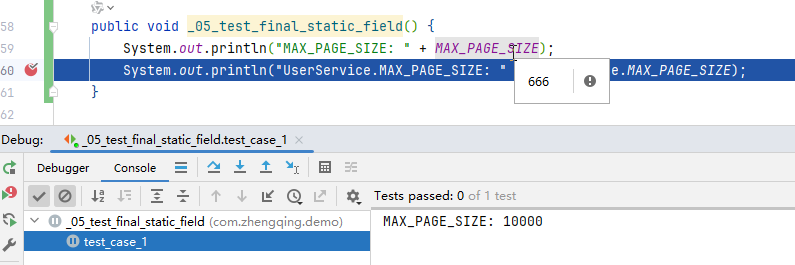 58 public void _05_test_final_static_field() {
59 System.out.println("MAX_PAGE_SIZE: " + MAX_PAGE_SIZE);
60 System.out.println("UserService.MAX_PAGE_SIZE: " e.MAX_PAGE_SIZE);
666
61 }
62
Debug: _05_test_final_static_field.test_case_1
Debugger Console
Tests passed: 0 of 1 test
_05_test_final_static_field (com.zhengqing.demo)
MAX_PAGE_SIZE: 10000
test_case_1